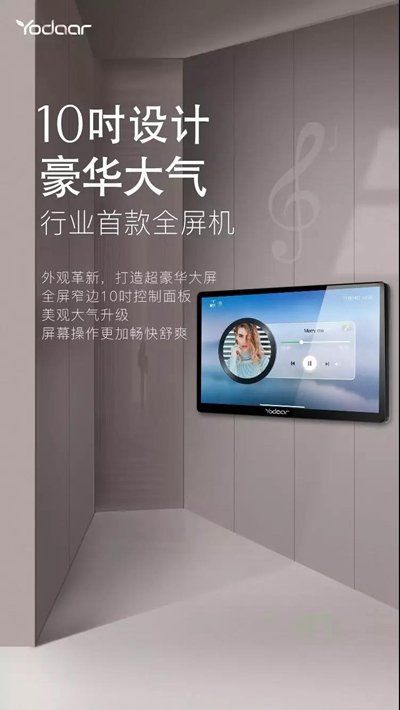 Yodaar
10吋设计
豪华大气
行业首款全屏机
外观革新，打造超豪华大屏
全屏窄边10吋控制面板
美观大气升级
屏幕操作更加畅快舒爽
Marry me
Yodaar